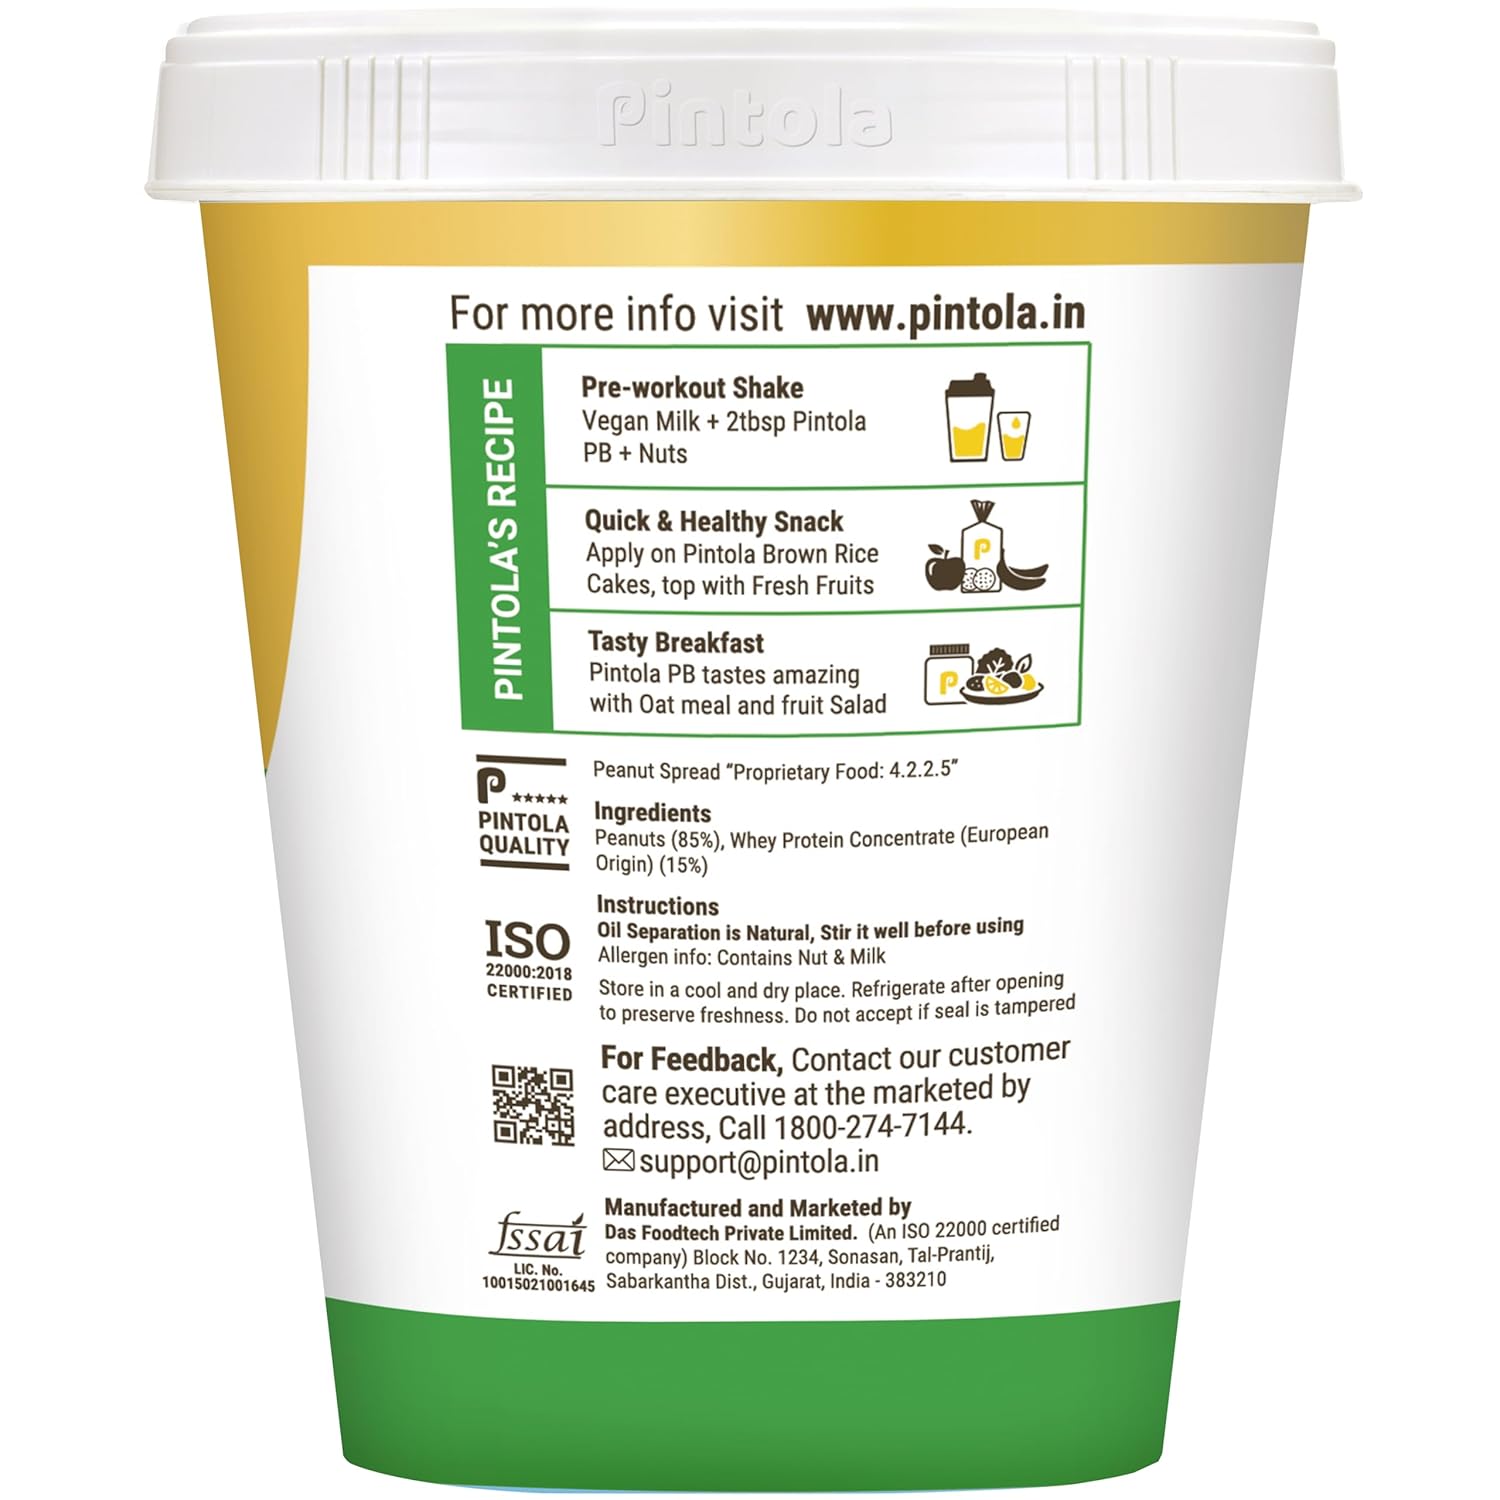 Pintola
For more info visit www.pintola.in
PINTOLA'S RECIPE
Pre-workout Shake
Vegan Milk + 2tbsp Pintola
PB + Nuts
Quick & Healthy Snack
Apply on Pintola Brown Rice
Cakes, top with Fresh Fruits
P
Tasty Breakfast
Pintola PB tastes amazing
with Oat meal and fruit Salad
P
P
PINTOLA
QUALITY
Peanut Spread “Proprietary Food: 4.2.2.5”
Ingredients
Peanuts (85%), Whey Protein Concentrate (European
Origin) (15%)
ISO
22000:2018
CERTIFIED
Instructions
Oil Separation is Natural, Stir it well before using
Allergen info: Contains Nut & Milk
Store in a cool and dry place. Refrigerate after opening
to preserve freshness. Do not accept if seal is tampered
For Feedback, Contact our customer
care executive at the marketed by
address, Call 1800-274-7144.
support@pintola.in
fssai
LIC. No.
10015021001645
Manufactured and Marketed by
Das Foodtech Private Limited. (An ISO 22000 certified
company) Block No. 1234, Sonasan, Tal-Prantij,
Sabarkantha Dist., Gujarat, India - 383210